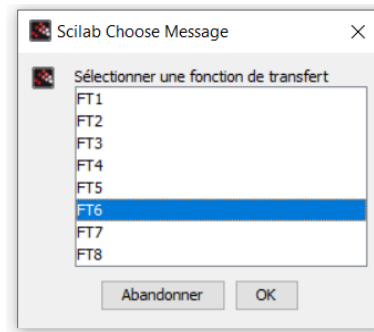 Scilab Choose Message
Sélectionner une fonction de transfert
FT1
FT2
FT3
FT4
FT5
FT6
FT7
FT8
Abandonner OK